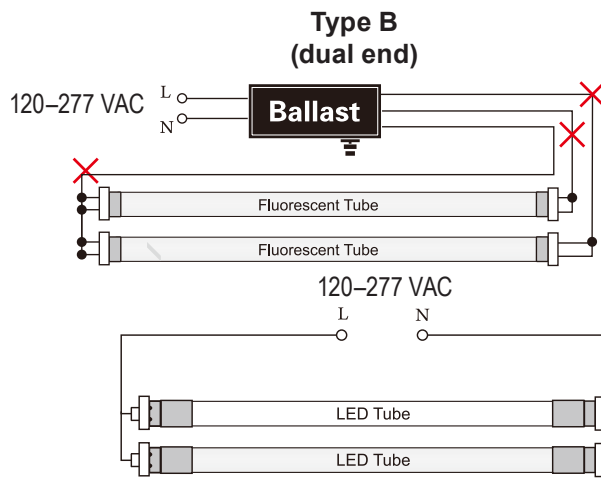 Type B
(dual end)
120–277 VAC
L
N
Ballast
Fluorescent Tube
Fluorescent Tube
120–277 VAC
L N
LED Tube
LED Tube